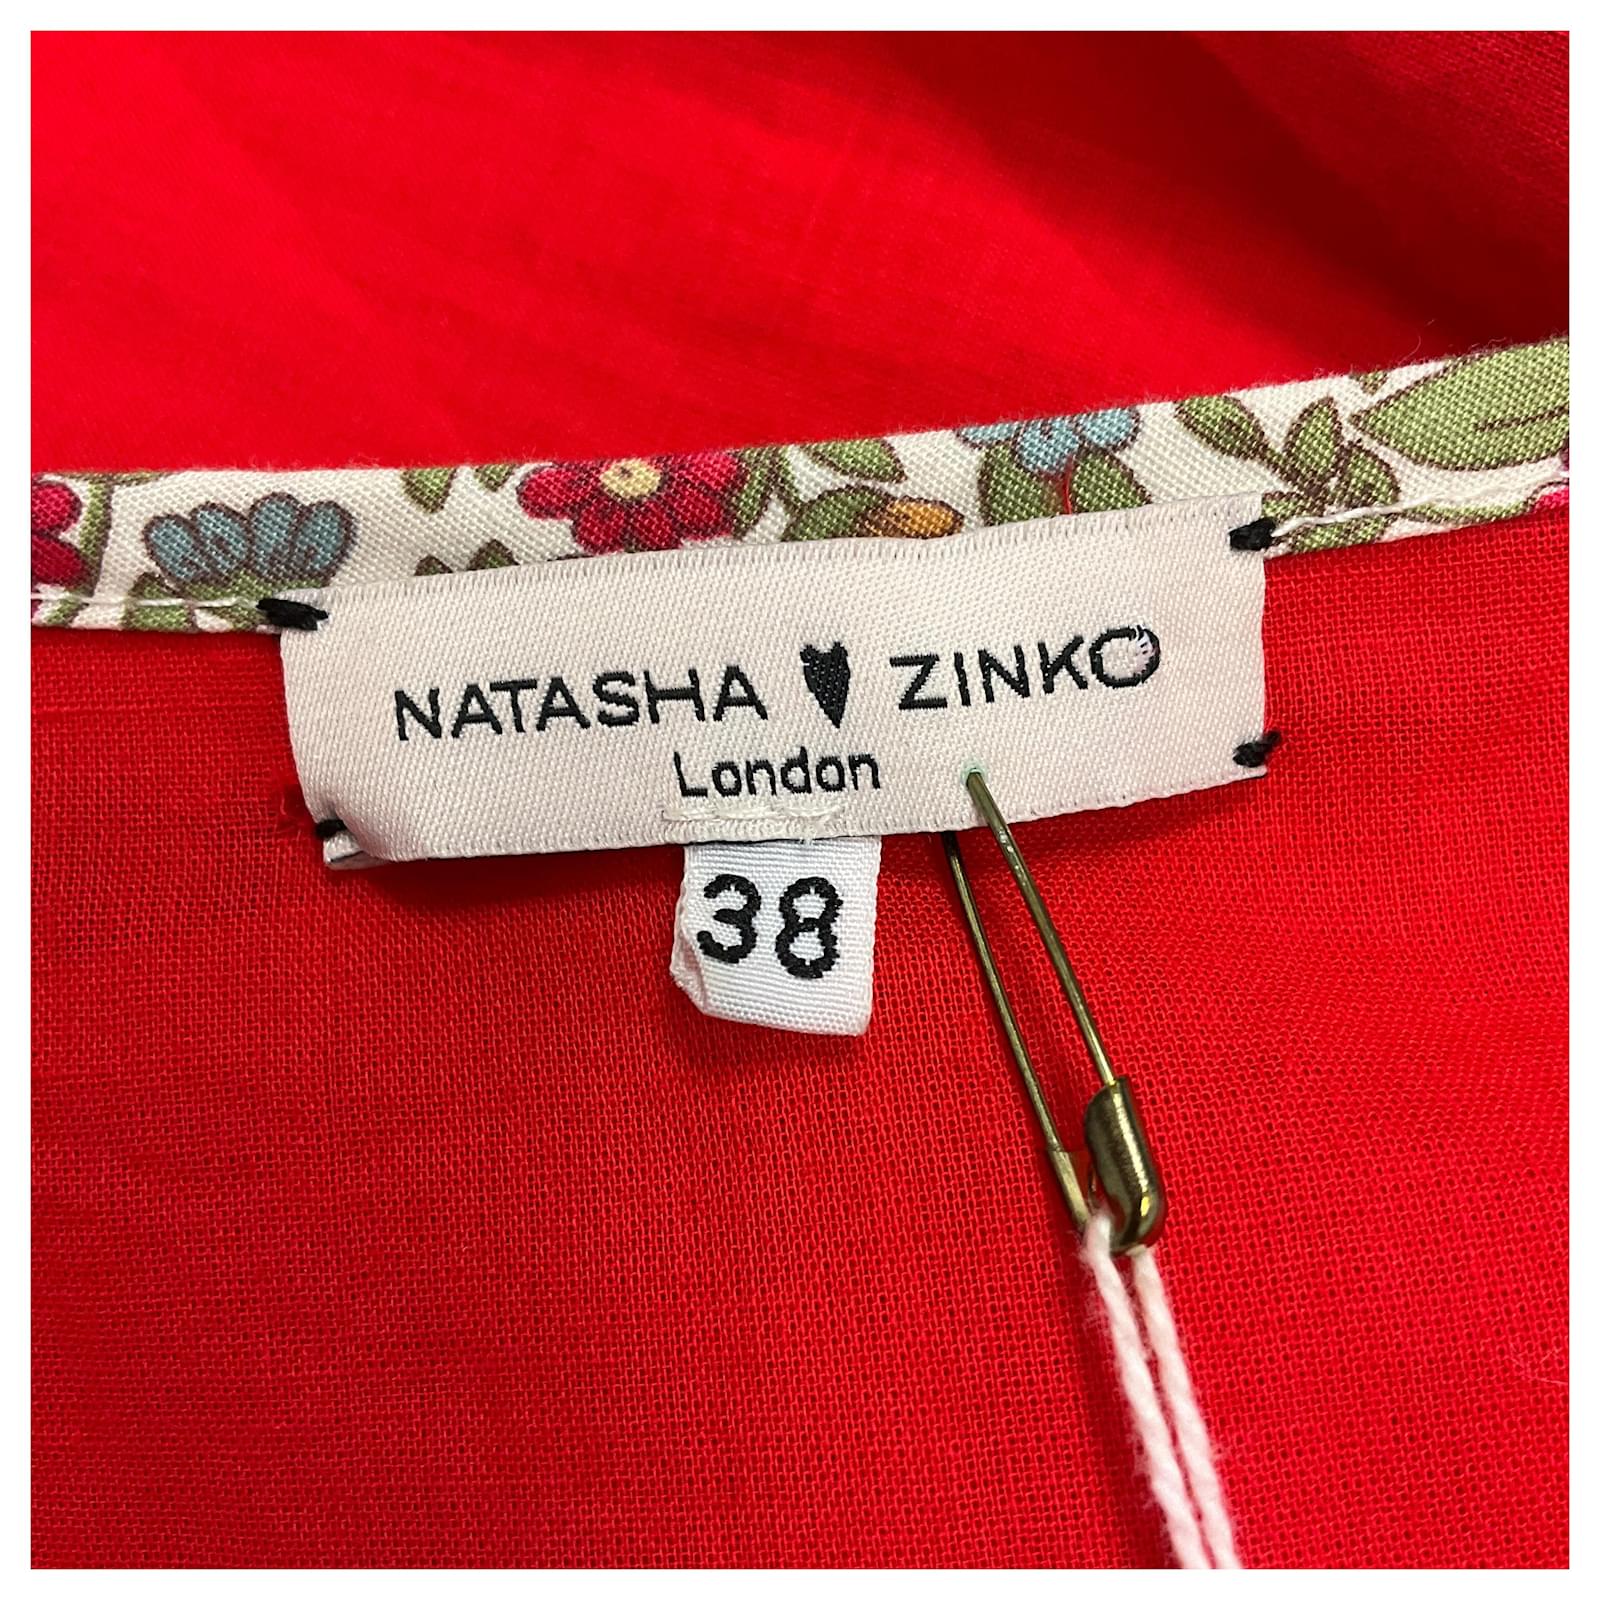 NATASHA ♥ ZINKO
London
38